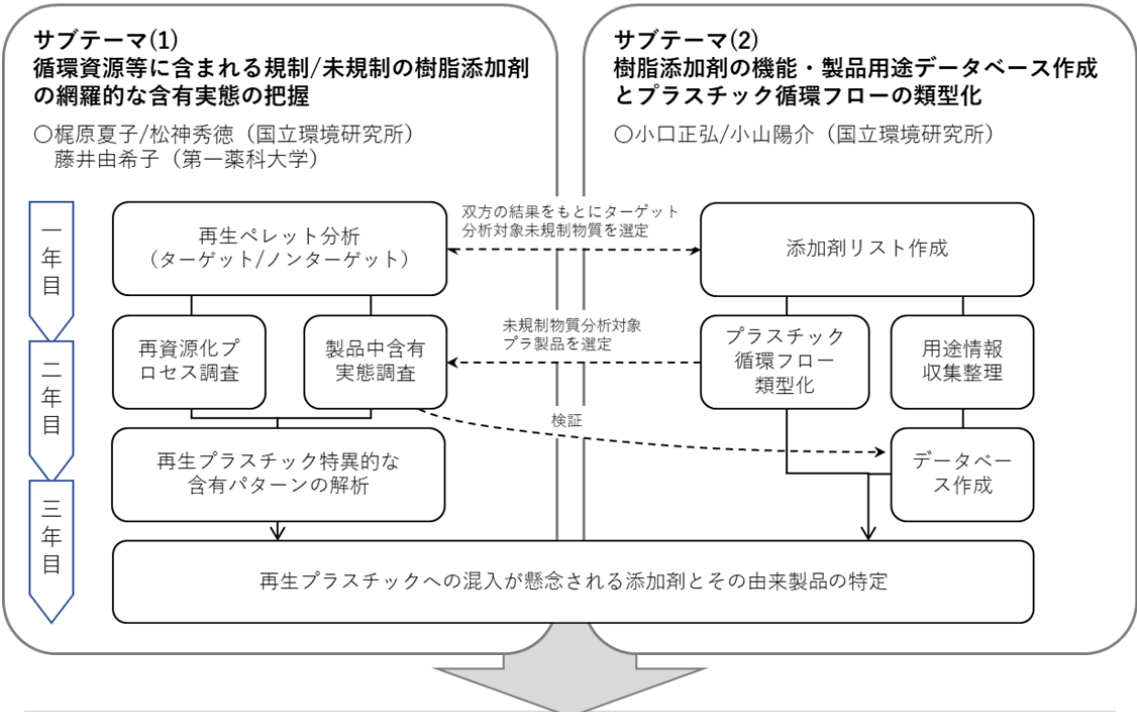 サブテーマ(1)
循環資源等に含まれる規制/未規制の樹脂添加剤
の網羅的な含有実態の把握
〇梶原夏子/松神秀徳（国立環境研究所）
藤井由希子（第一薬科大学）
サブテーマ(2)
樹脂添加剤の機能・製品用途データベース作成
とプラスチック循環フローの類型化
〇小口正弘/小山陽介（国立環境研究所）
一年目
二年目
三年目
再生ペレット分析
（ターゲット/ノンターゲット）
双方の結果をもとにターゲット
分析対象未規制物質を選定
添加剤リスト作成
再資源化プ
ロセス調査
製品中含有
実態調査
未規制物質分析対象
プラ製品を選定
プラスチック
循環フロー
類型化
用途情報
収集整理
検証
再生プラスチック特異的な
含有パターンの解析
データベー
ス作成
再生プラスチックへの混入が懸念される添加剤とその由来製品の特定